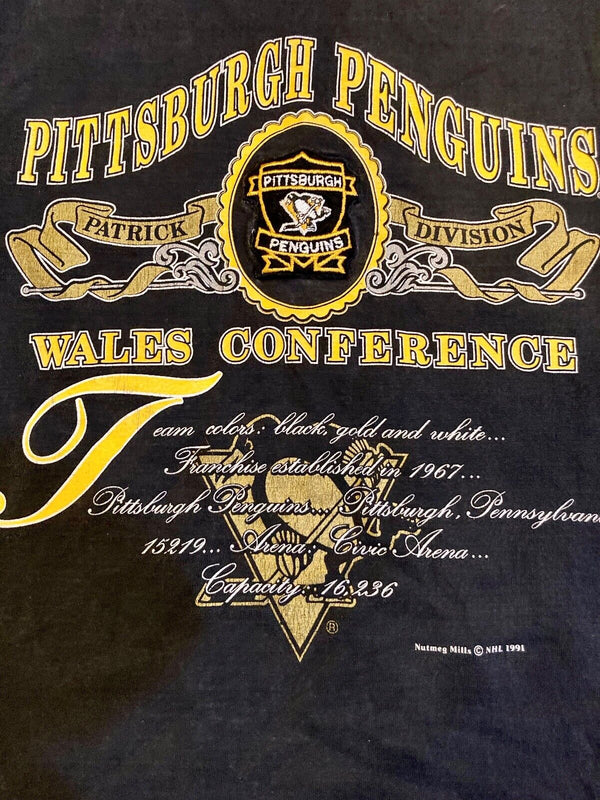 PITTSBURGH PENGUINS
PITTSBURGH
PENGUINS
PATRICK DIVISION
WALES CONFERENCE
Team colors: black, gold and white...
Franchise established in 1967...
Pittsburgh Penguins... Pittsburgh, Pennsylvan
15219... Arena: Civic Arena...
Capacity: 16,236
®
Nutmeg Mills © NHL 1991